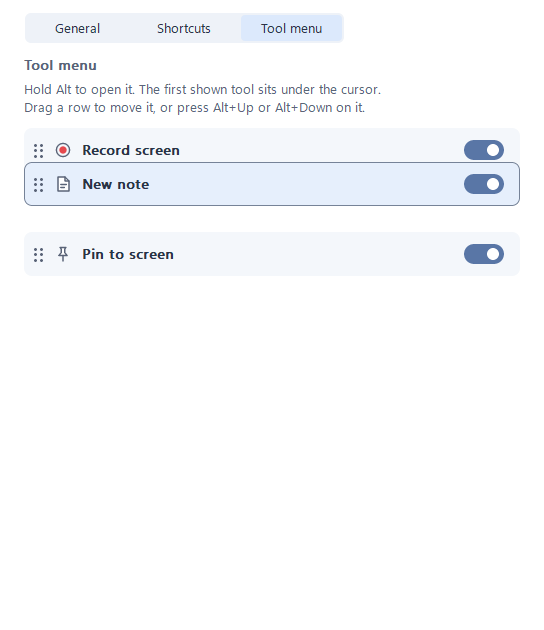 General
Shortcuts
Tool menu
Tool menu
Hold Alt to open it. The first shown tool sits under the cursor.
Drag a row to move it, or press Alt+Up or Alt+Down on it.
Record screen
New note
Pin to screen